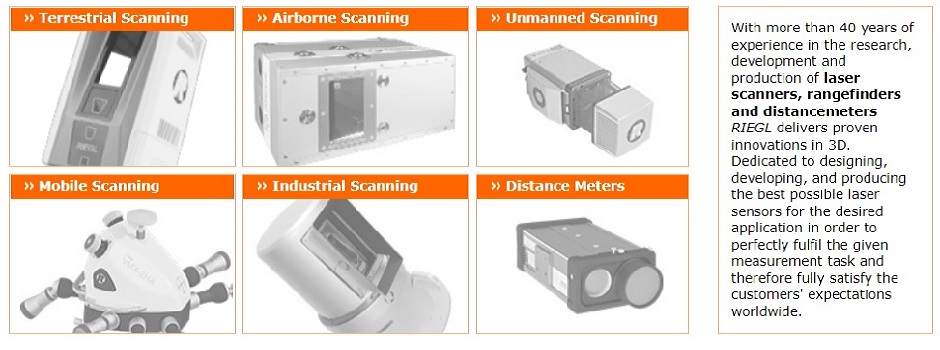 ›› Terrestrial Scanning
›› Airborne Scanning
›› Unmanned Scanning
RIEGL
›› Mobile Scanning
›› Industrial Scanning
›› Distance Meters
With more than 40 years of
experience in the research,
development and
production of laser
scanners, rangefinders
and distancemeters
RIEGL delivers proven
innovations in 3D.
Dedicated to designing,
developing, and producing
the best possible laser
sensors for the desired
application in order to
perfectly fulfil the given
measurement task and
therefore fully satisfy the
customers' expectations
worldwide.